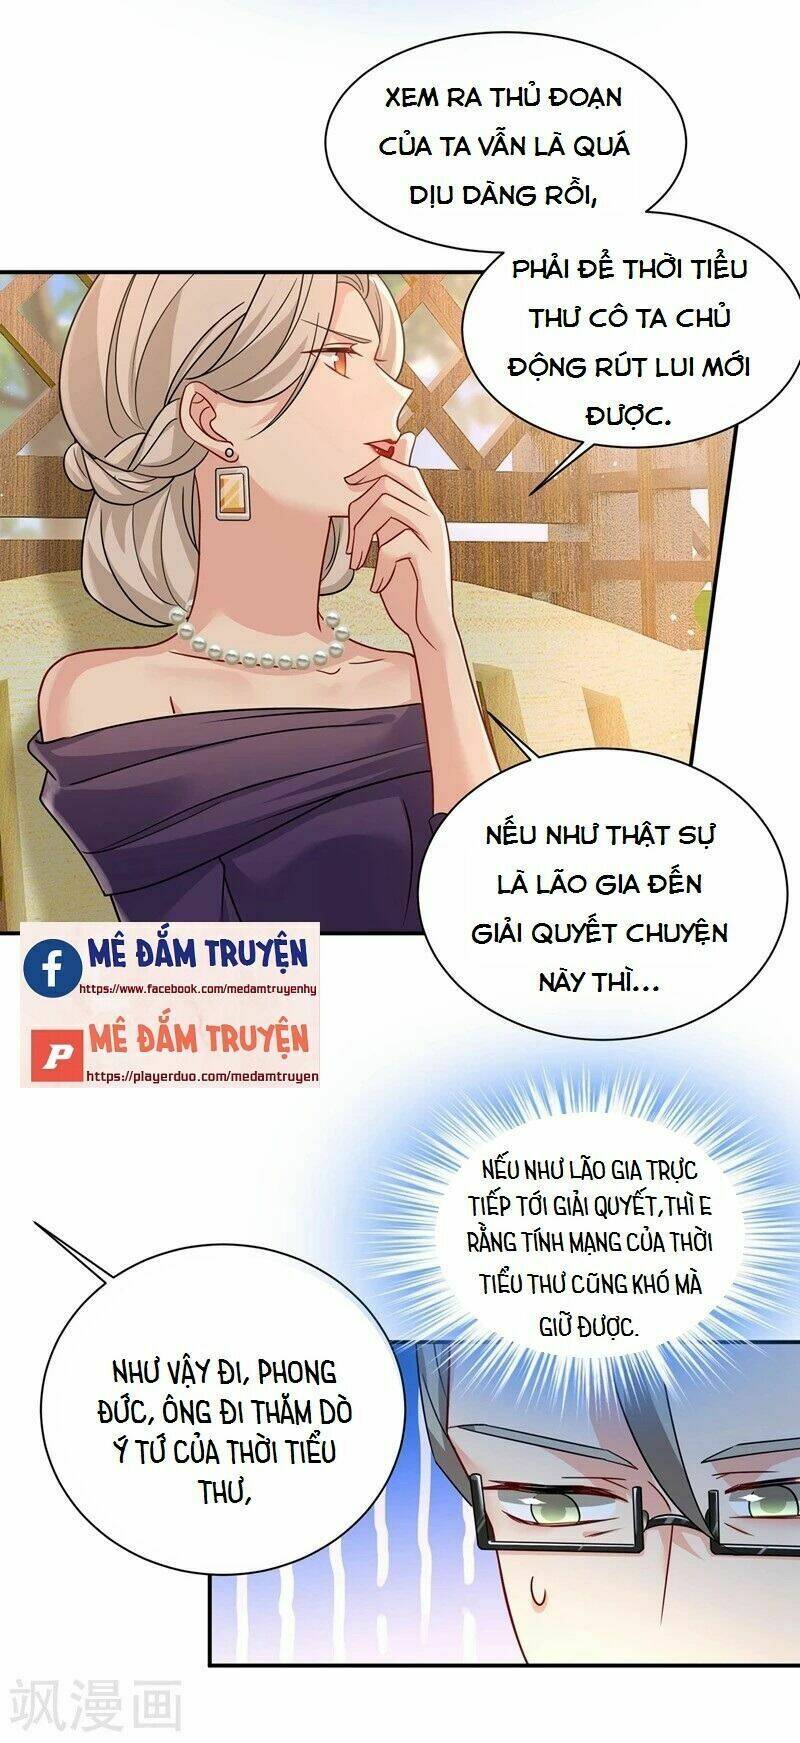 XEM RA THỦ ĐOẠN
CỦA TA VẪN LÀ QUÁ
DỊU DÀNG RỒI,
PHẢI ĐỂ THỜI TIỂU
THƯ CÔ TA CHỦ
ĐỘNG RÚT LUI MỚI
ĐƯỢC.
NẾU NHƯ THẬT SỰ
LÀ LÃO GIA ĐẾN
GIẢI QUYẾT CHUYỆN
NÀY THÌ...
f MÊ ĐẮM TRUYỆN
https://www.facebook.com/medamtruyenhy
P MÊ ĐẮM TRUYỆN
https://playerduo.com/medamtruyen
NẾU NHƯ LÃO GIA TRỰC
TIẾP TỚI GIẢI QUYẾT,THÌ E
RẰNG TÍNH MẠNG CỦA THỜI
TIỂU THƯ CŨNG KHÓ MÀ
GIỮ ĐƯỢC.
NHƯ VẬY ĐI, PHONG
ĐỨC, ÔNG ĐI THĂM DÒ
Ý TỨ CỦA THỜI TIỂU
THƯ,
飒漫画